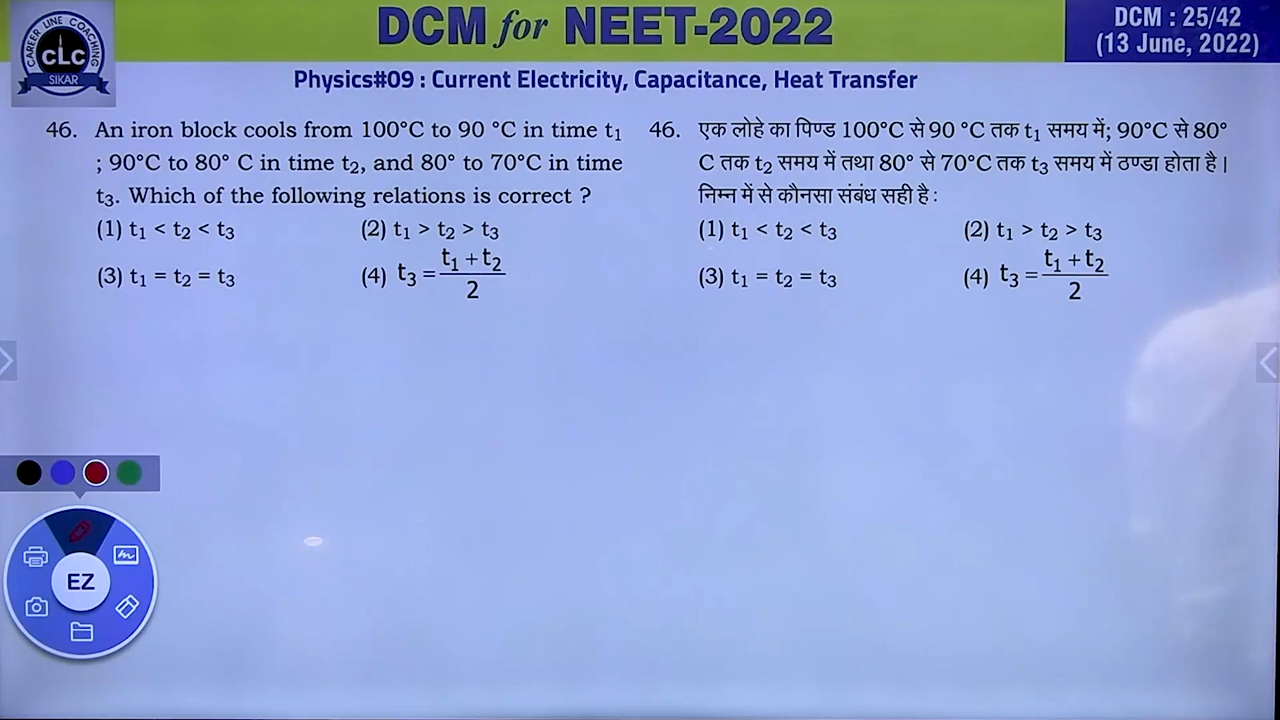 DCM for NEET-2022
DCM : 25/42
(13 June, 2022)
CAREER LINE COACHING
CLC
SIKAR
Physics#09 : Current Electricity, Capacitance, Heat Transfer
46. An iron block cools from 100°C to 90 °C in time t₁
; 90°C to 80° C in time t₂, and 80° to 70°C in time
t₃. Which of the following relations is correct ?
(1) t₁ < t₂ < t₃ (2) t₁ > t₂ > t₃
(3) t₁ = t₂ = t₃ (4) t₃ = (t₁ + t₂)/2
46. एक लोहे का पिण्ड 100°C से 90 °C तक t₁ समय में; 90°C से 80°
C तक t₂ समय में तथा 80° से 70°C तक t₃ समय में ठण्डा होता है।
निम्न में से कौनसा संबंध सही है :
(1) t₁ < t₂ < t₃ (2) t₁ > t₂ > t₃
(3) t₁ = t₂ = t₃ (4) t₃ = (t₁ + t₂)/2
EZ